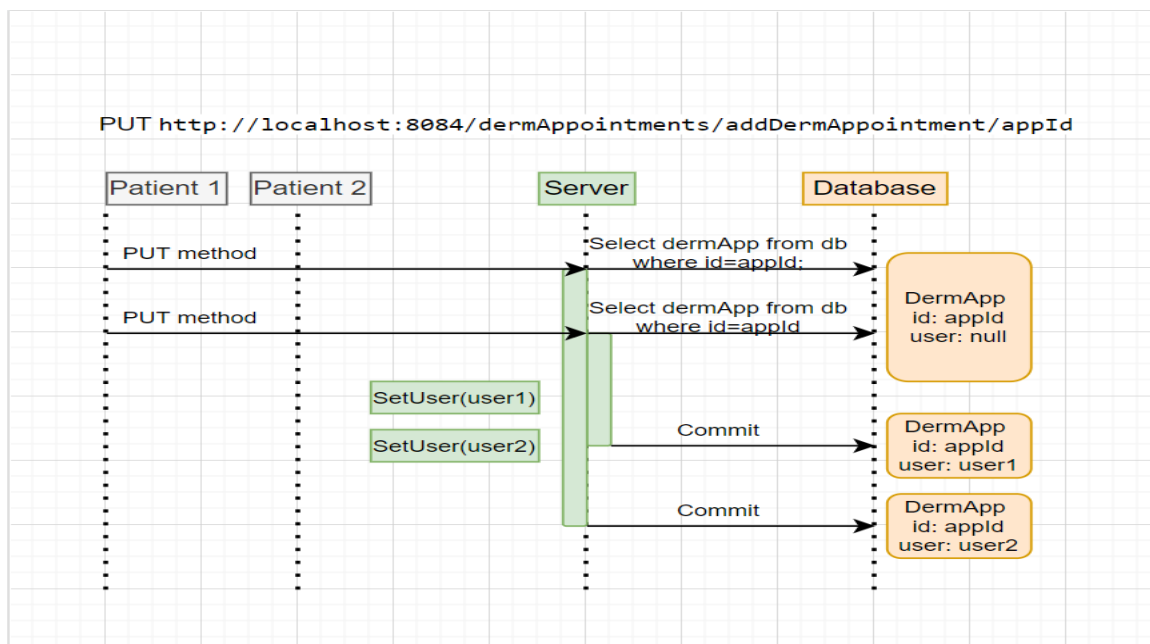 PUT http://localhost:8084/dermAppointments/addDermAppointment/appId
Patient 1
Patient 2
Server
Database
PUT method
Select dermApp from db
where id=appId;
DermApp
id: appId
user: null
PUT method
Select dermApp from db
where id=appId
SetUser(user1)
SetUser(user2)
Commit
DermApp
id: appId
user: user1
Commit
DermApp
id: appId
user: user2